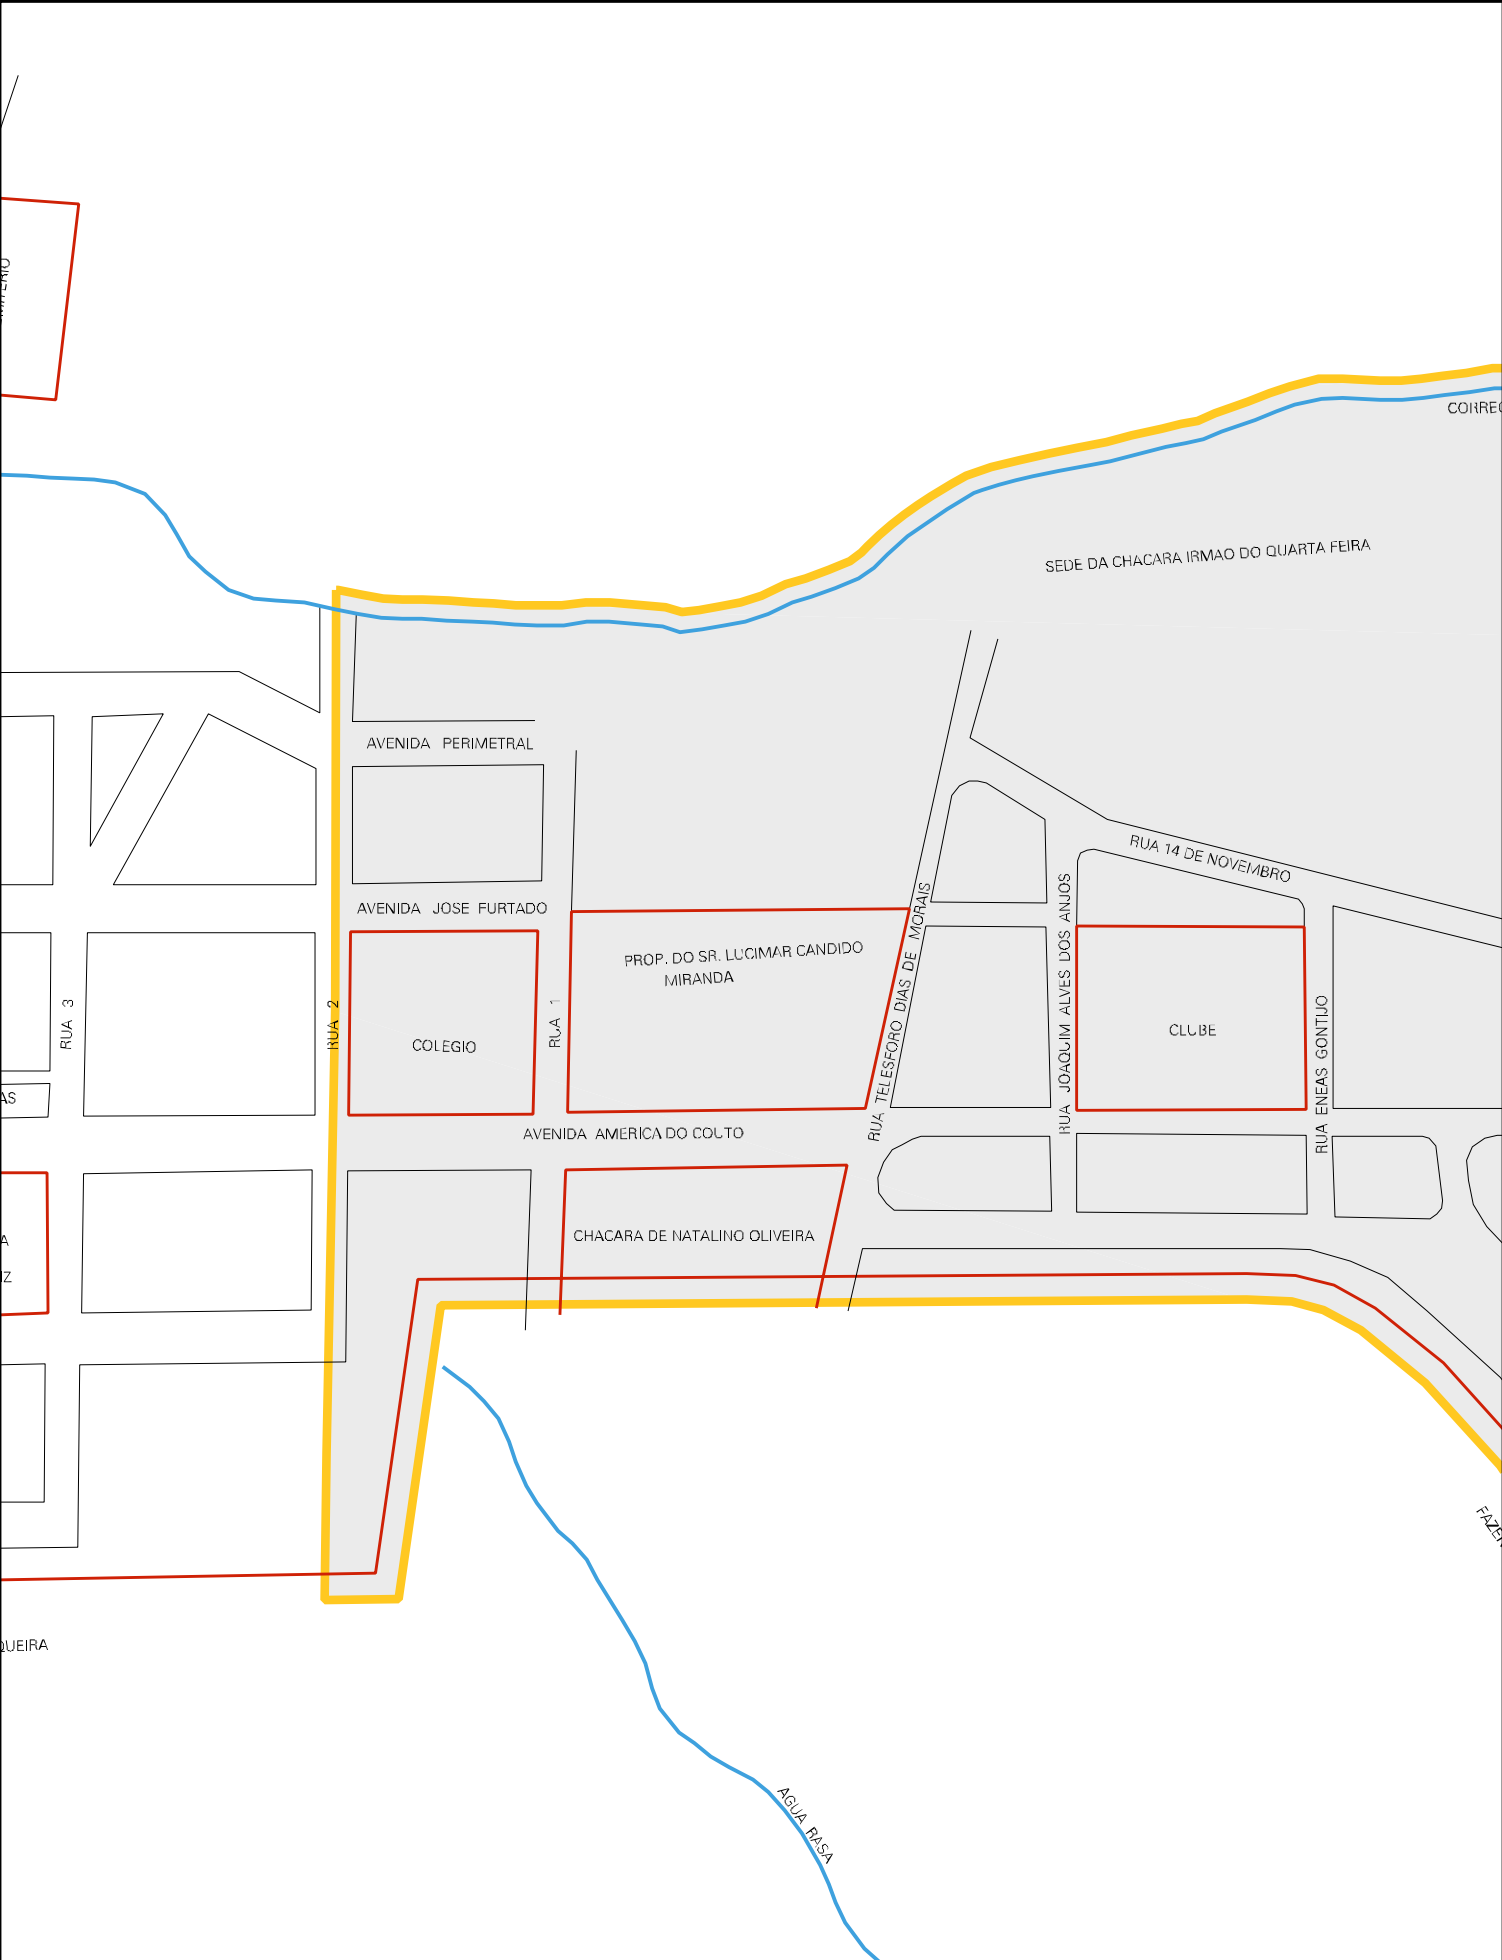 CORREG
SEDE DA CHACARA IRMAO DO QUARTA FEIRA
AVENIDA PERIMETRAL
RUA 14 DE NOVEMBRO
AVENIDA JOSE FURTADO
PROP. DO SR. LUCIMAR CANDIDO
MIRANDA
RUA 3
RUA 2
COLEGIO
RUA 1
RUA TELESFORO DIAS DE MORAIS
RUA JOAQUIM ALVES DOS ANJOS
CLUBE
RUA ENEAS GONTIJO
AS
AVENIDA AMERICA DO COUTO
A
CHACARA DE NATALINO OLIVEIRA
IZ
FAZEN
QUEIRA
AGUA RASA